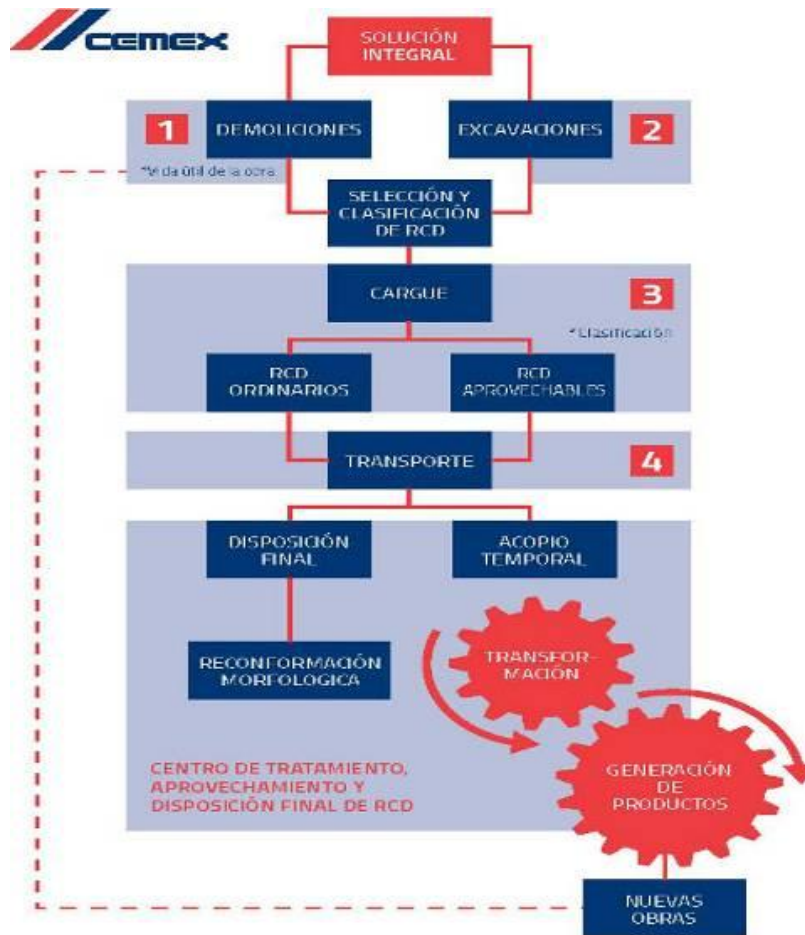 CEMEX
SOLUCIÓN
INTEGRAL
1
DEMOLICIONES
EXCAVACIONES
2
*Vida útil de la obra
SELECCIÓN Y
CLASIFICACIÓN
DE RCD
CARGUE
3
*Clasificación
RCD
ORDINARIOS
RCD
APROVECHABLES
TRANSPORTE
4
DISPOSICIÓN
FINAL
ACOPIO
TEMPORAL
RECONFORMACIÓN
MORFOLOGICA
TRANSFOR-
MACIÓN
CENTRO DE TRATAMIENTO,
APROVECHAMIENTO Y
DISPOSICIÓN FINAL DE RCD
GENERACIÓN
DE
PRODUCTOS
NUEVAS
OBRAS